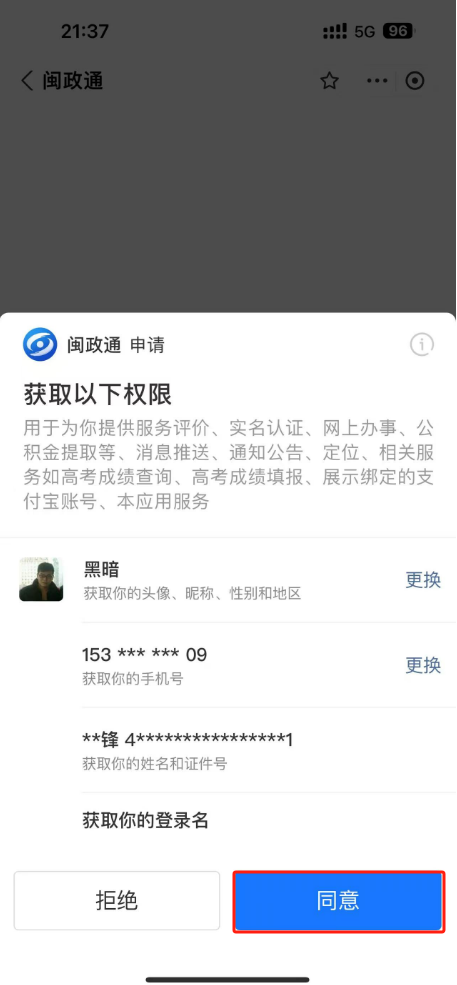 21:37
5G 96
闽政通
闽政通 申请
获取以下权限
用于为你提供服务评价、实名认证、网上办事、公
积金提取等、消息推送、通知公告、定位、相关服
务如高考成绩查询、高考成绩填报、展示绑定的支
付宝账号、本应用服务
黑暗
更换
获取你的头像、昵称、性别和地区
153 *** *** 09
更换
获取你的手机号
**锋 4****************1
获取你的姓名和证件号
获取你的登录名
拒绝
同意